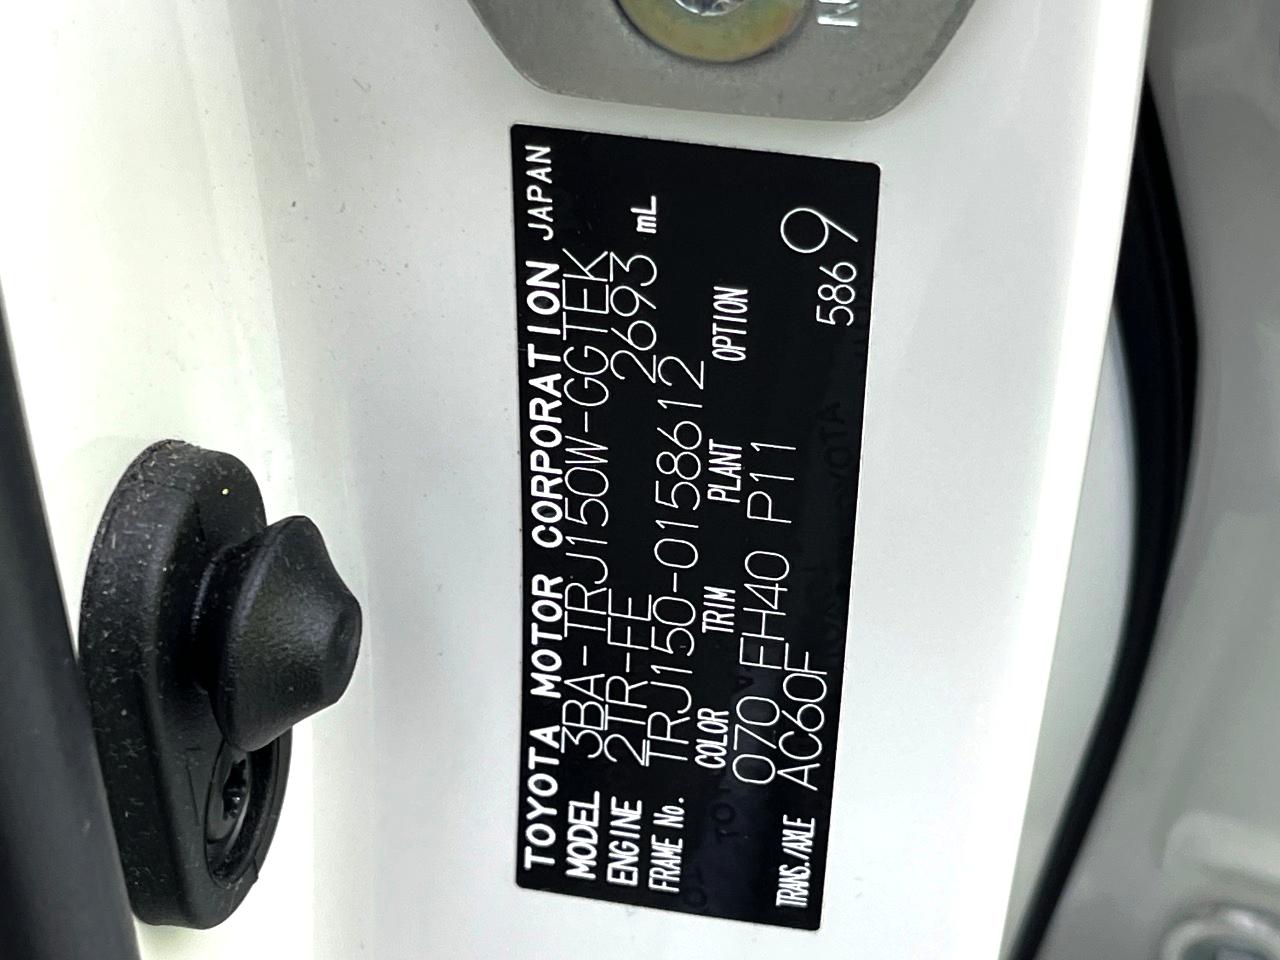 TOYOTA MOTOR CORPORATION JAPAN
MODEL 3BA-TRJ150W-GGTEK
ENGINE 2TR-FE 2693 mL
FRAME No. TRJ150-0158612
COLOR TRIM PLANT OPTION
070 EH40 P11
TRANS./AXLE AC60F
586 9